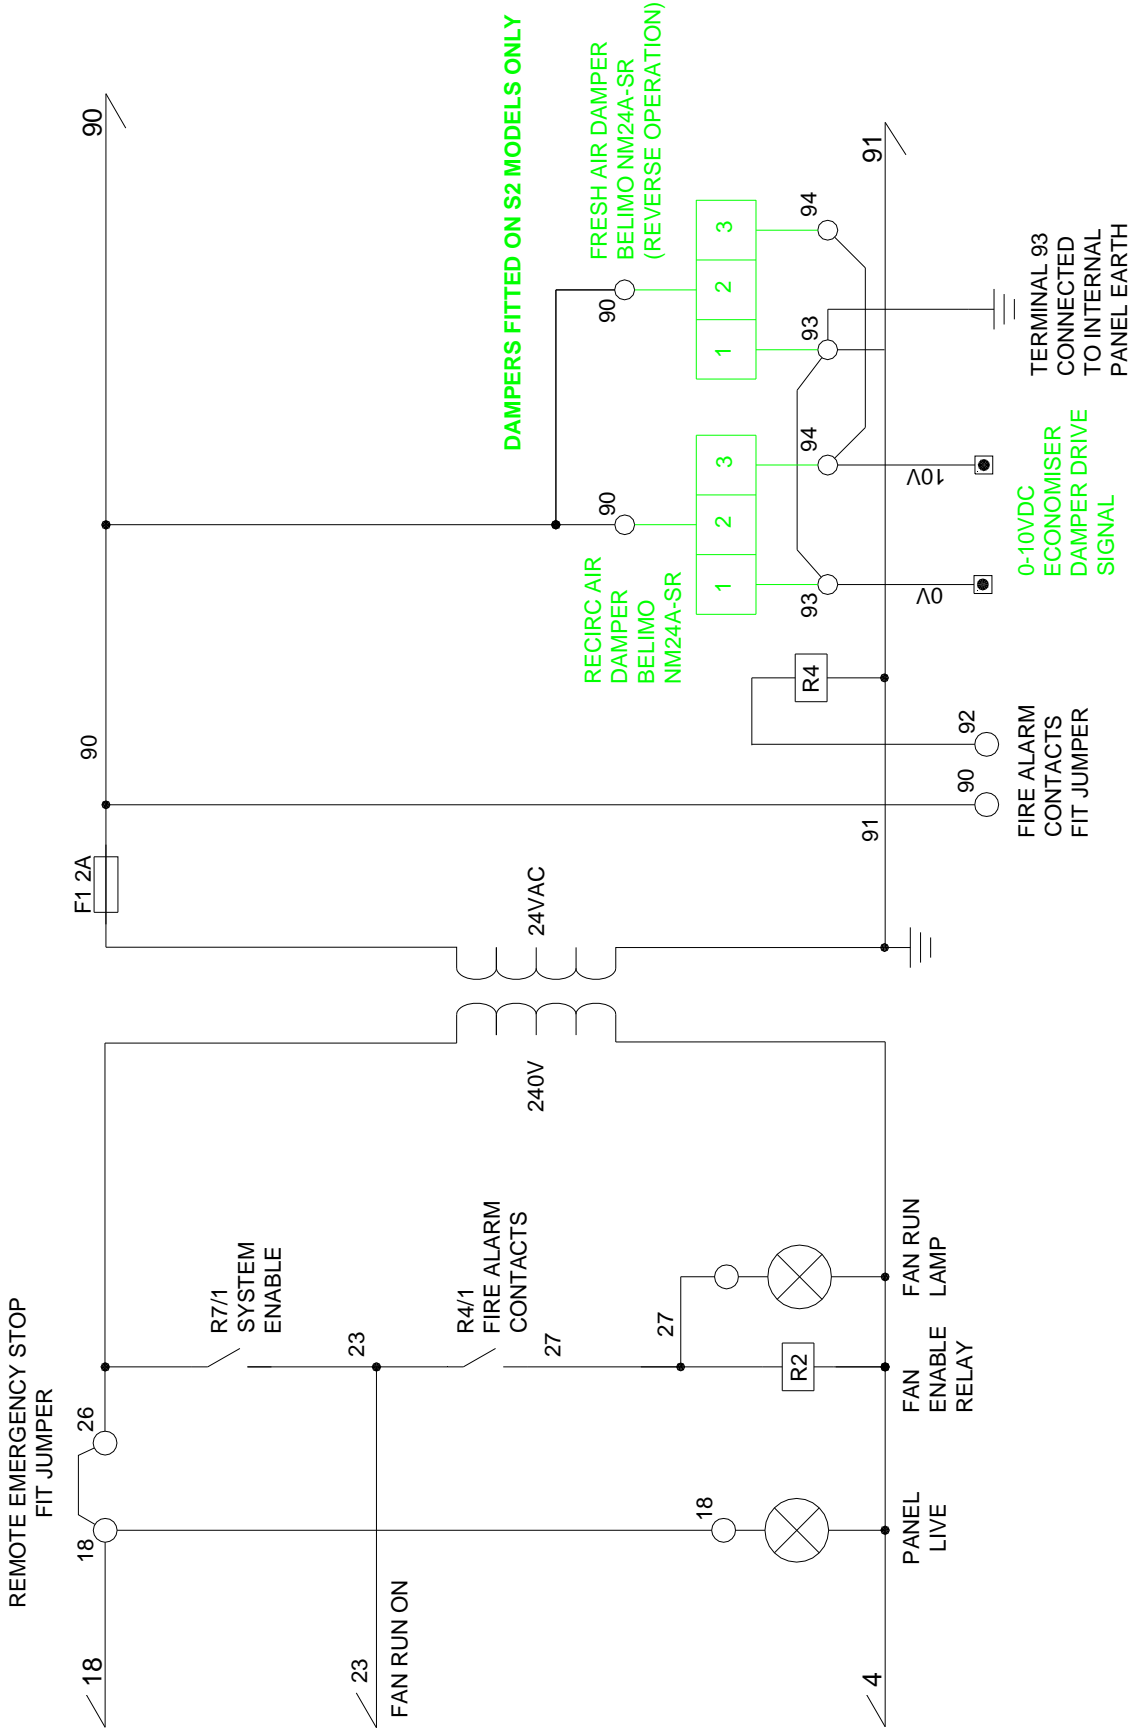 REMOTE EMERGENCY STOP
FIT JUMPER
18
18
26
R7/1
SYSTEM
ENABLE
23
FAN RUN ON
23
R4/1
FIRE ALARM
CONTACTS
27
27
18
R2
4
PANEL
LIVE
FAN
ENABLE
RELAY
FAN RUN
LAMP
240V
24VAC
F1 2A
90
90
DAMPERS FITTED ON S2 MODELS ONLY
RECIRC AIR
DAMPER
BELIMO
NM24A-SR
90
FRESH AIR DAMPER
BELIMO NM24A-SR
(REVERSE OPERATION)
90
1 2 3
1 2 3
93
94
93
94
R4
91
91
0V
10V
90
92
FIRE ALARM
CONTACTS
FIT JUMPER
0-10VDC
ECONOMISER
DAMPER DRIVE
SIGNAL
TERMINAL 93
CONNECTED
TO INTERNAL
PANEL EARTH